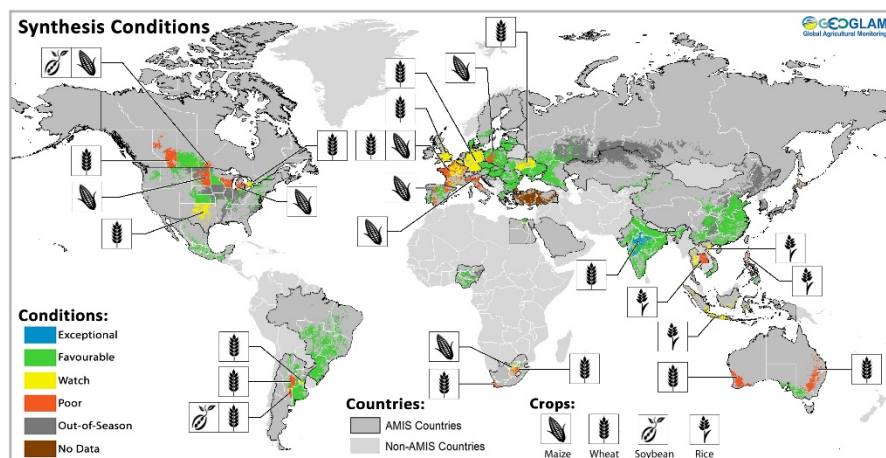 Synthesis Conditions
GEOGLAM
Global Agricultural Monitoring
Conditions:
Exceptional
Favourable
Watch
Poor
Out-of-Season
No Data
Countries:
AMIS Countries
Non-AMIS Countries
Crops:
Maize
Wheat
Soybean
Rice